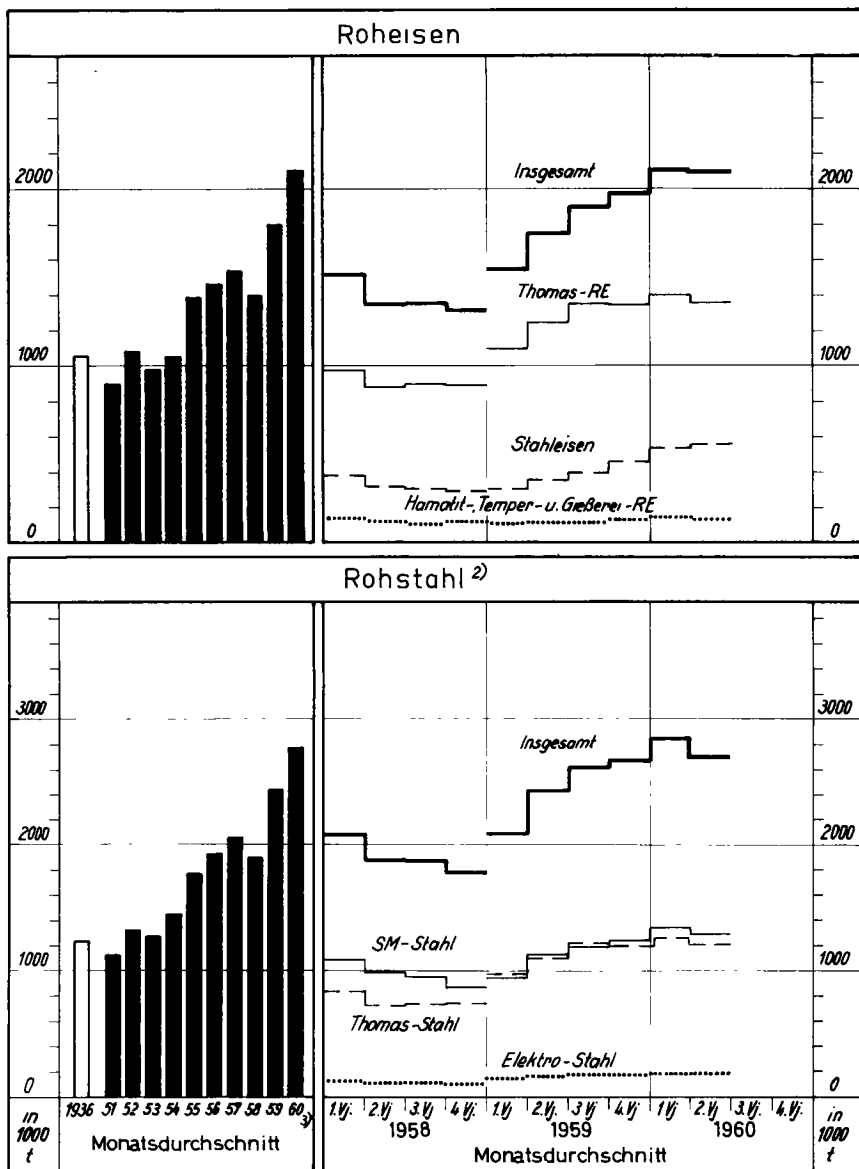 Roheisen
2000
1000
0
Insgesamt
Thomas-RE
Stahleisen
Hämatit-, Temper- u. Gießerei-RE
2000
1000
0
Rohstahl 2)
3000
2000
1000
0
in 1000 t
1936 51 52 53 54 55 56 57 58 59 60 3)
Monatsdurchschnitt
Insgesamt
SM-Stahl
Thomas-Stahl
Elektro-Stahl
1.Vj. 2.Vj. 3.Vj 4.Vj. 1.Vj 2.Vj. 3.Vj 4.Vj. 1.Vj 2.Vj. 3.Vj. 4.Vj.
1958 1959 1960
Monatsdurchschnitt
3000
2000
1000
0
in 1000 t